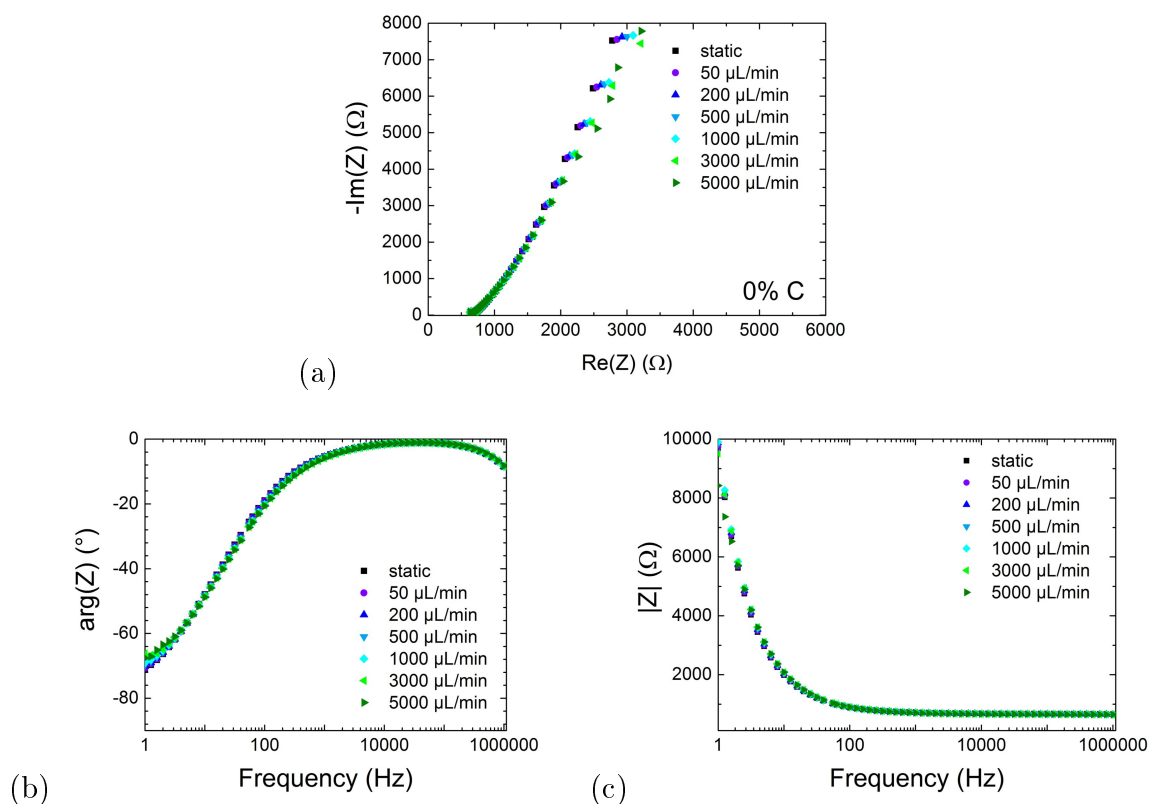 8000
7000
6000
5000
4000
3000
2000
1000
0
-Im(Z) (Ω)
static
50 µL/min
200 µL/min
500 µL/min
1000 µL/min
3000 µL/min
5000 µL/min
0% C
0 1000 2000 3000 4000 5000 6000
Re(Z) (Ω)
(a)
0
-20
-40
-60
-80
arg(Z) (°)
static
50 µL/min
200 µL/min
500 µL/min
1000 µL/min
3000 µL/min
5000 µL/min
1 100 10000 1000000
Frequency (Hz)
(b)
10000
8000
6000
4000
2000
|Z| (Ω)
static
50 µL/min
200 µL/min
500 µL/min
1000 µL/min
3000 µL/min
5000 µL/min
1 100 10000 1000000
Frequency (Hz)
(c)